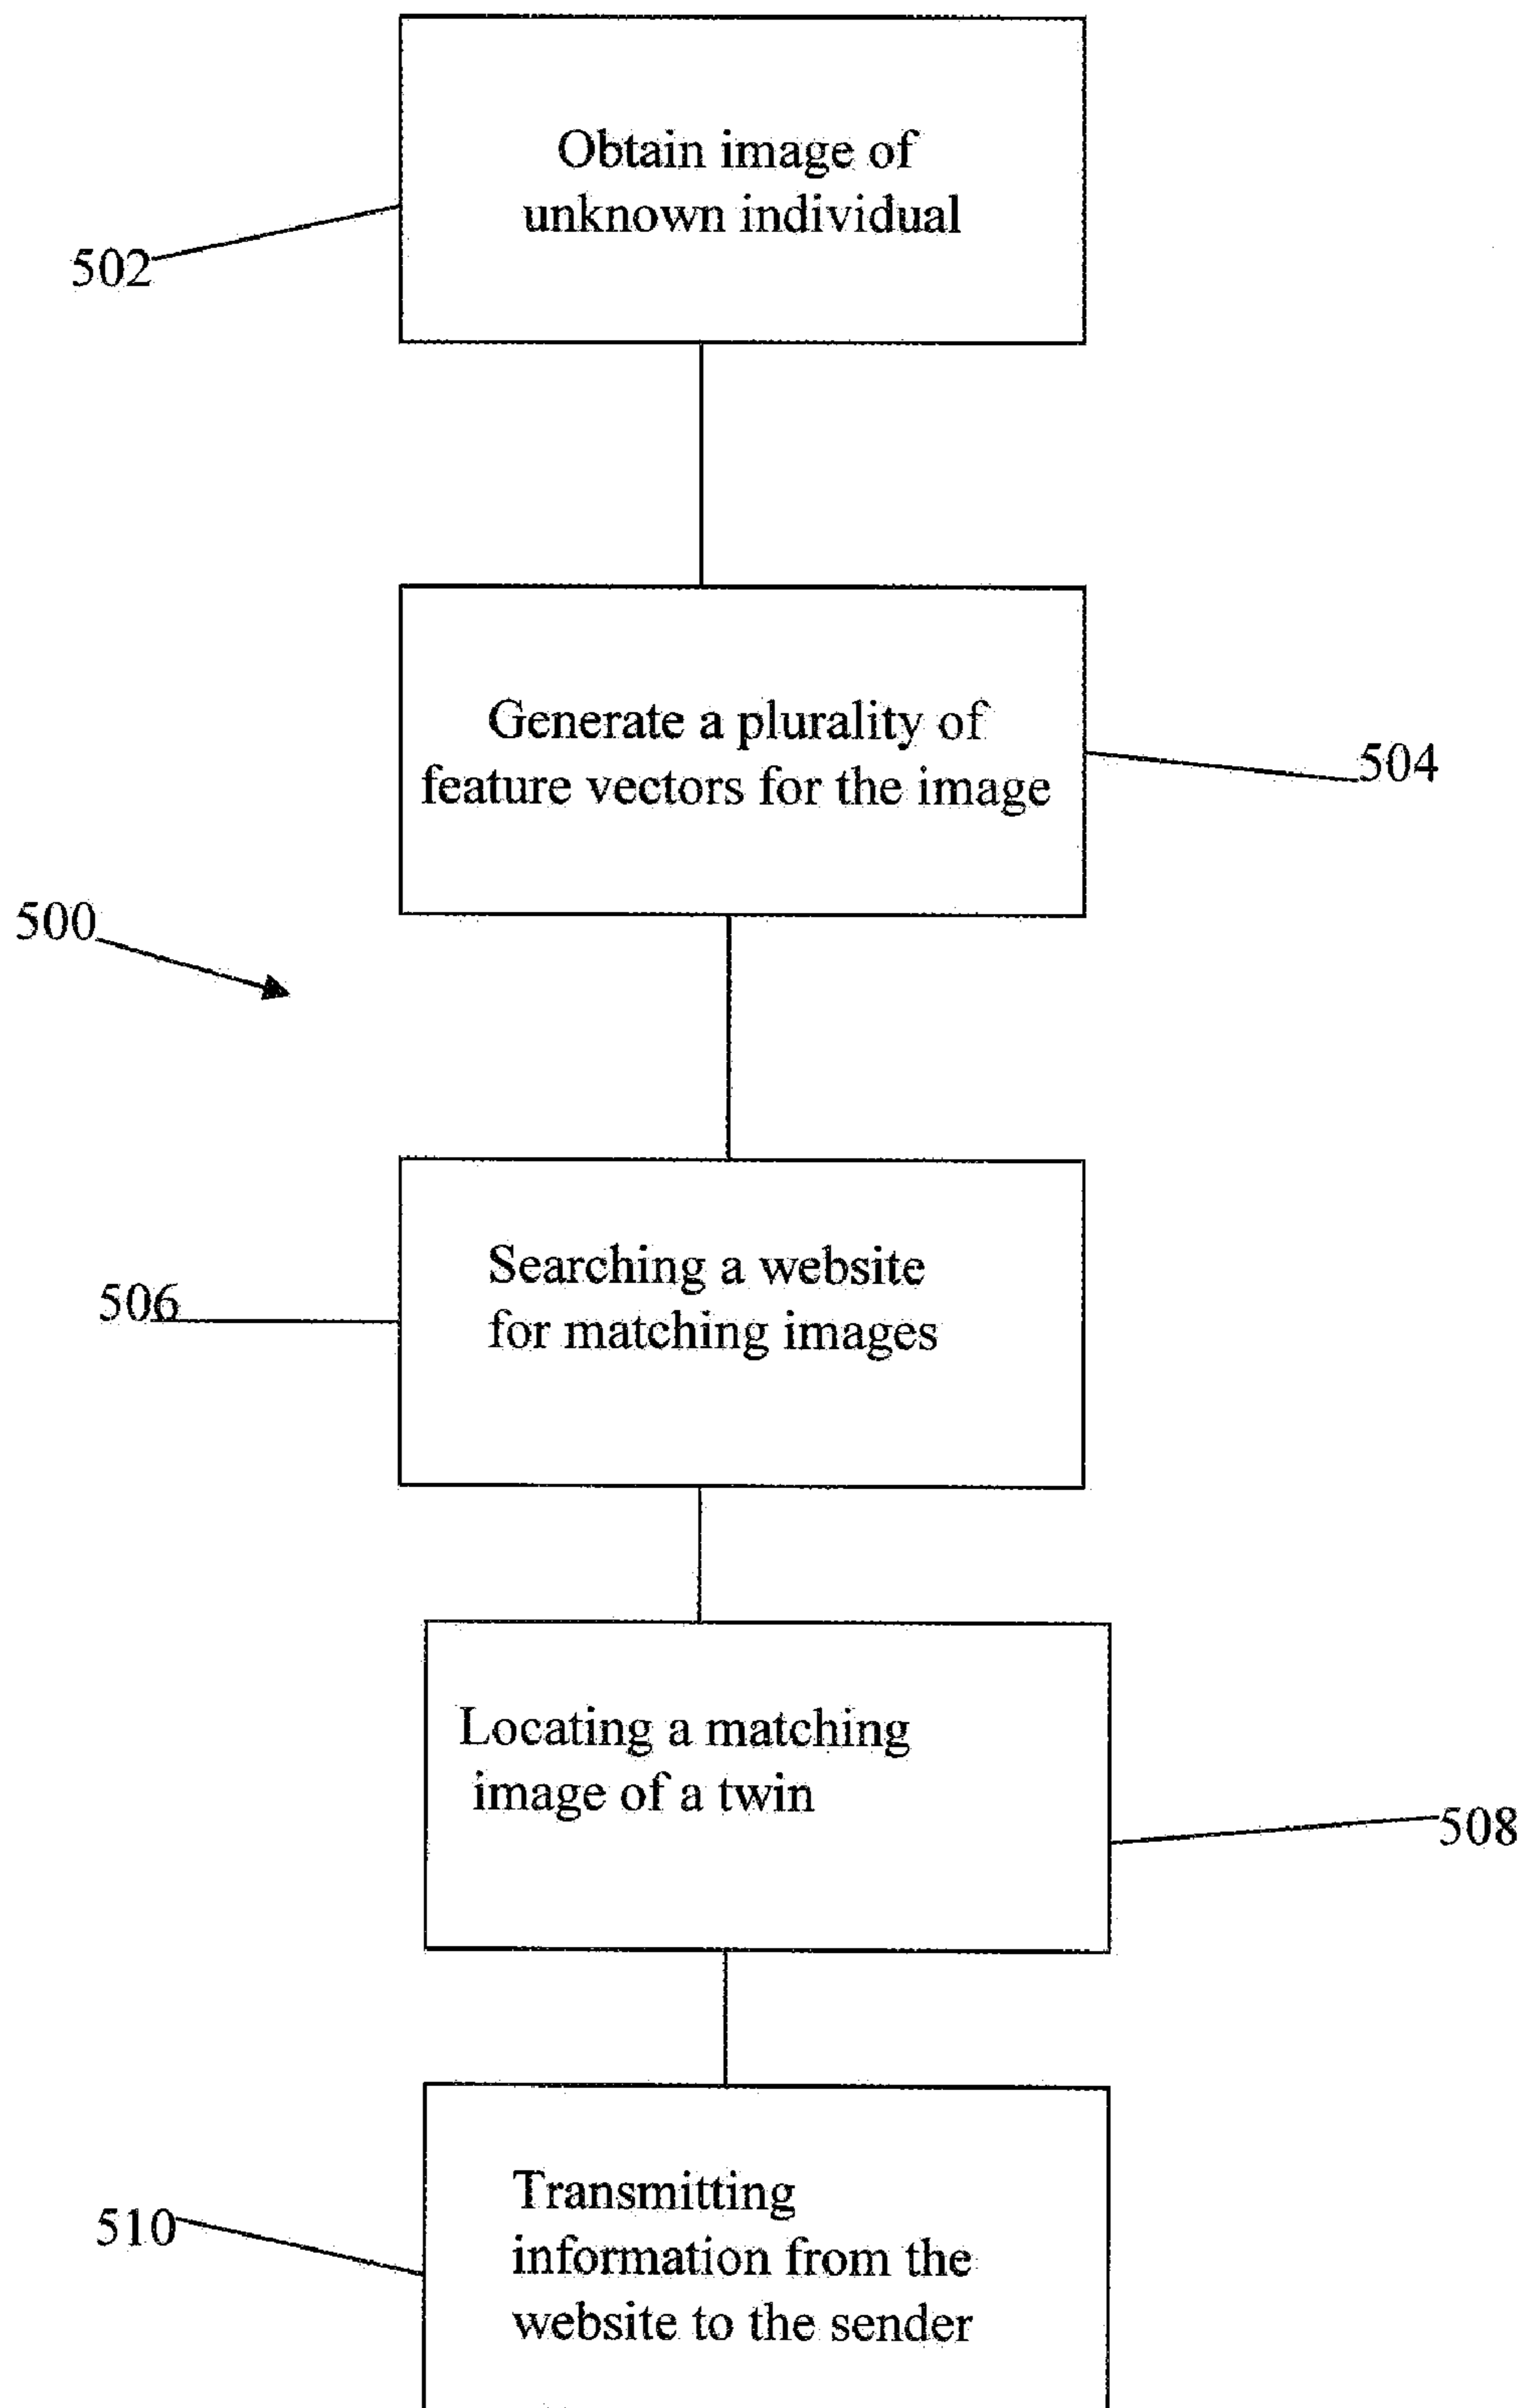 Obtain image of
unknown individual
502
Generate a plurality of
feature vectors for the image
504
500
Searching a website
for matching images
506
Locating a matching
image of a twin
508
Transmitting
information from the
website to the sender
510